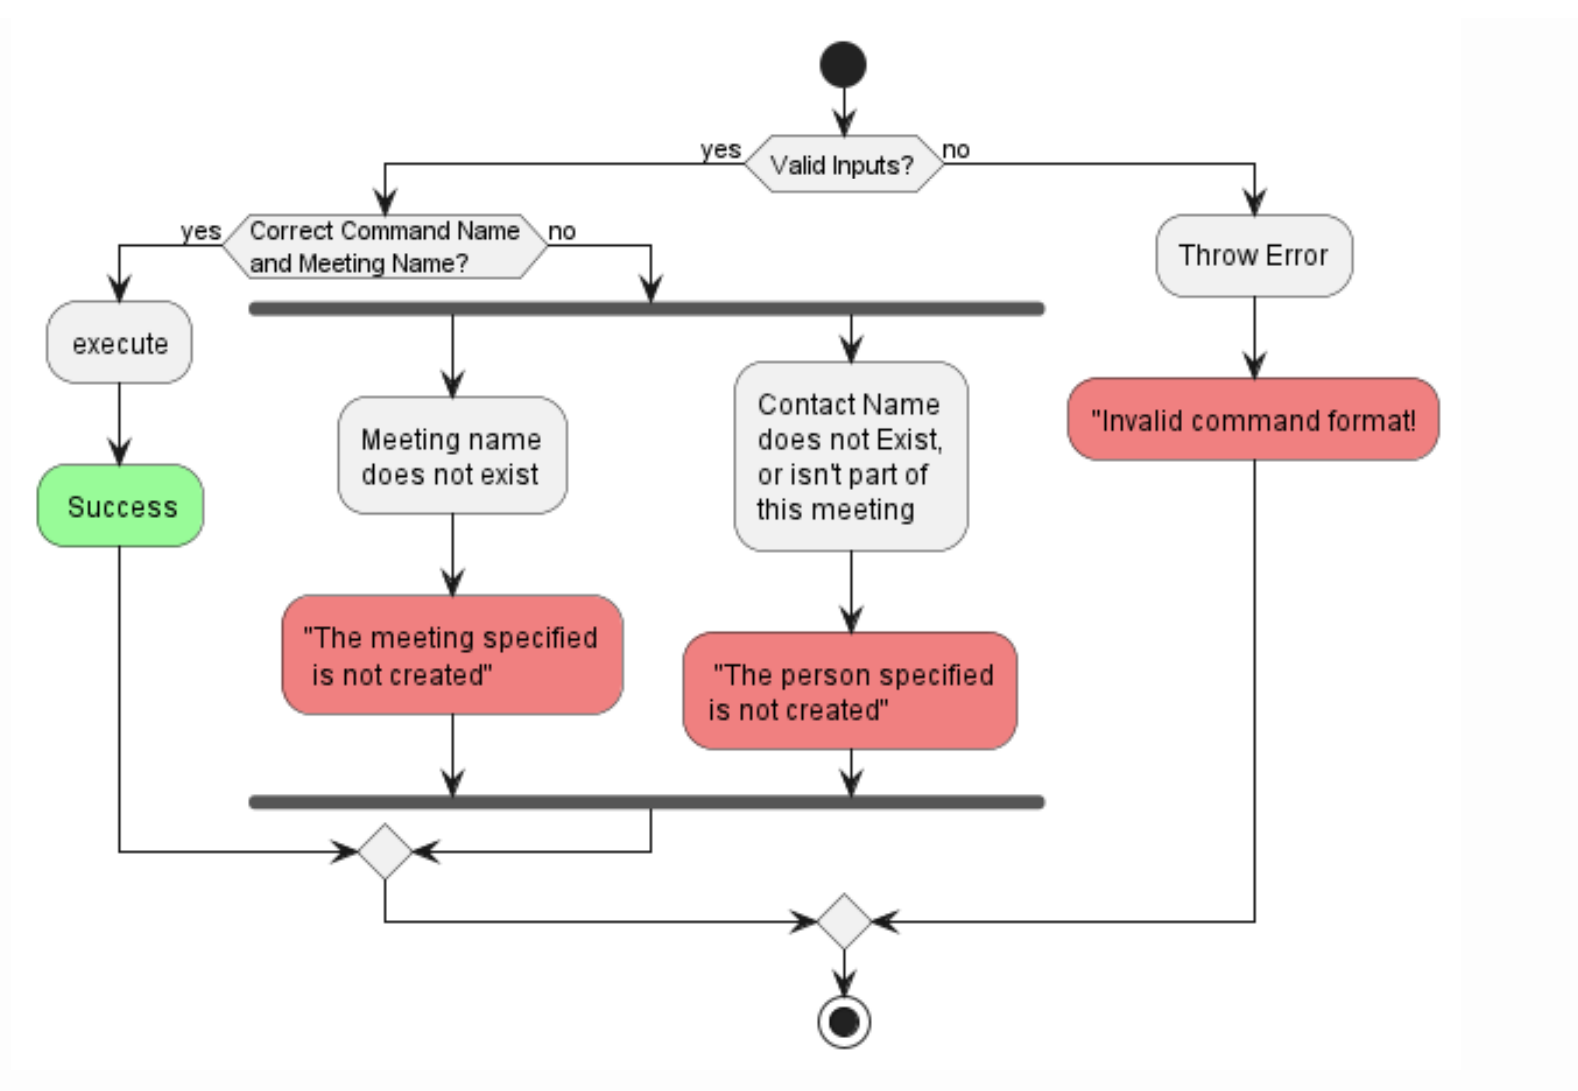 yes
Valid Inputs?
no
yes
Correct Command Name
and Meeting Name?
no
Throw Error
execute
"Invalid command format!
Contact Name
does not Exist,
or isn't part of
this meeting
Meeting name
does not exist
Success
"The meeting specified
is not created"
"The person specified
is not created"